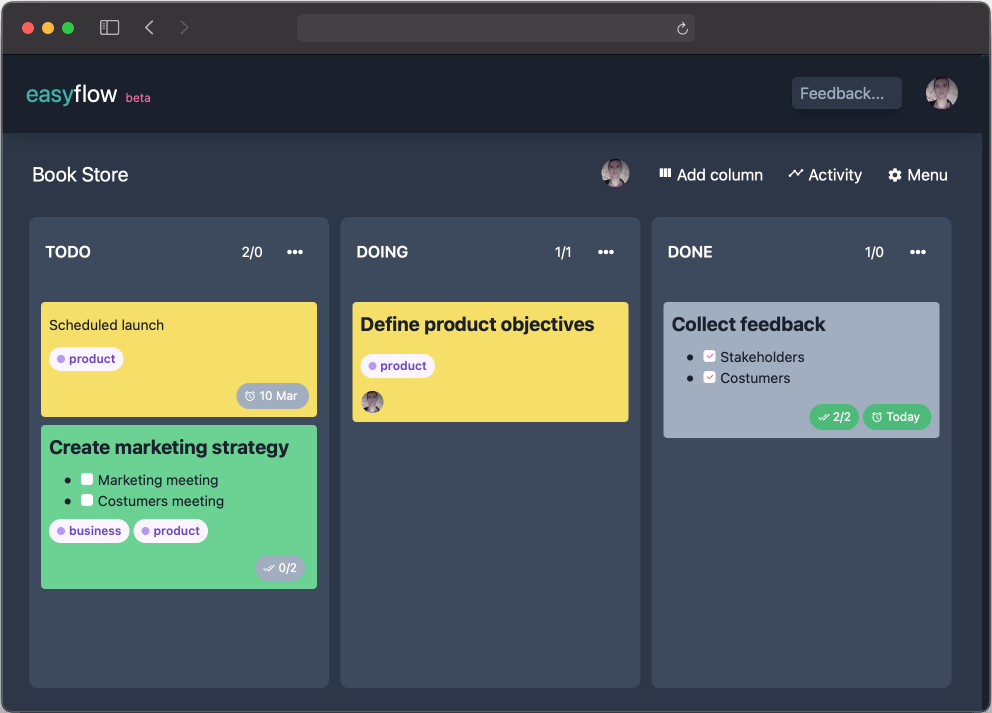 easyflow beta
Feedback...
Book Store
Add column
Activity
Menu
TODO 2/0
Scheduled launch
product
10 Mar
Create marketing strategy
Marketing meeting
Costumers meeting
business product
0/2
DOING 1/1
Define product objectives
product
DONE 1/0
Collect feedback
Stakeholders
Costumers
2/2 Today